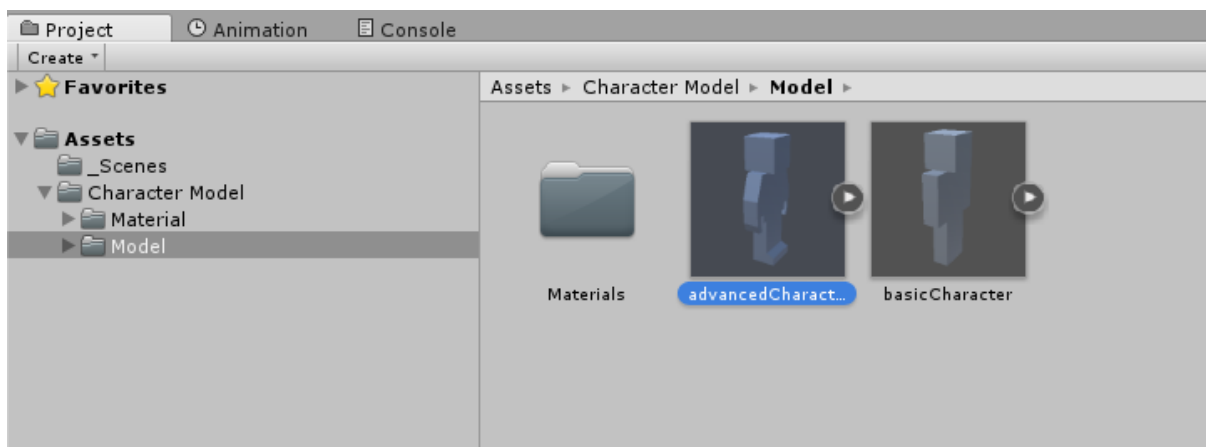 Project Animation Console
Create
Favorites
Assets ▸ Character Model ▸ Model ▸
Assets
_Scenes
Character Model
Material
Model
Materials advancedCharact... basicCharacter